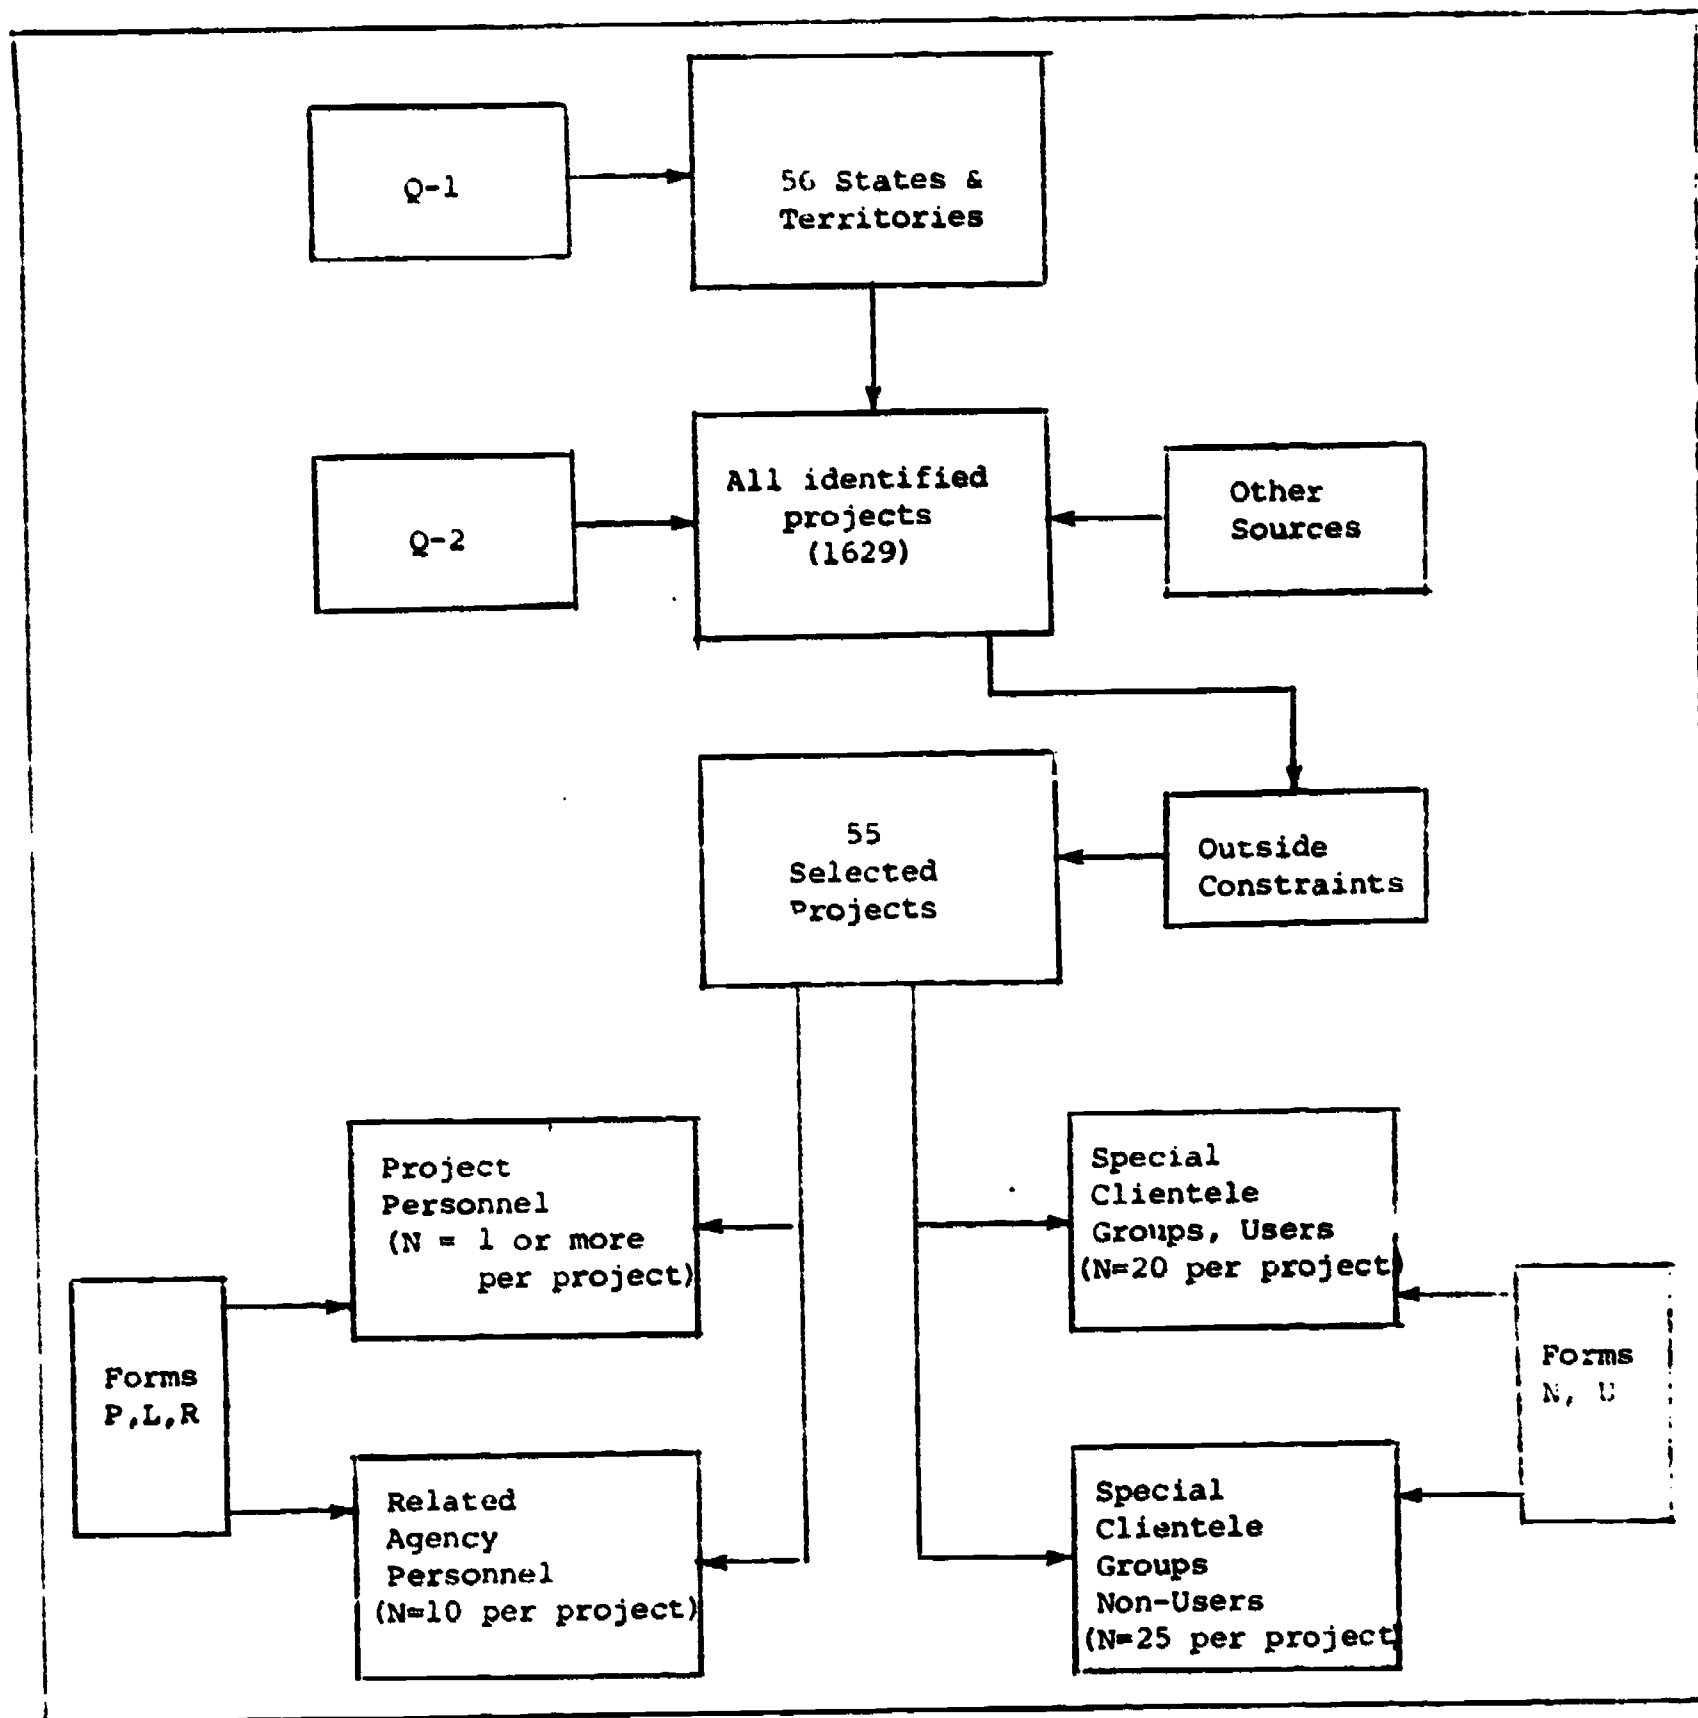 Q-1
56 States &
Territories
All identified
projects
(1629)
Q-2
Other
Sources
55
Selected
Projects
Outside
Constraints
Project
Personnel
(N = 1 or more
per project)
Special
Clientele
Groups, Users
(N=20 per project)
Forms
P,L,R
Forms
N, U
Related
Agency
Personnel
(N=10 per project)
Special
Clientele
Groups
Non-Users
(N=25 per project